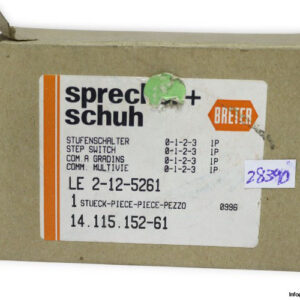 sprecher+
schuh
BRETER
STUFENSCHALTER 0-1-2-3 1P
STEP SWITCH 0-1-2-3 1P
COM.A GRADINS 0-1-2-3 1P
COMM. MULTIVIE 0-1-2-3 1P
LE 2-12-5261
1 STUECK-PIECE-PIECE-PEZZO 0996
14.115.152-61
28390